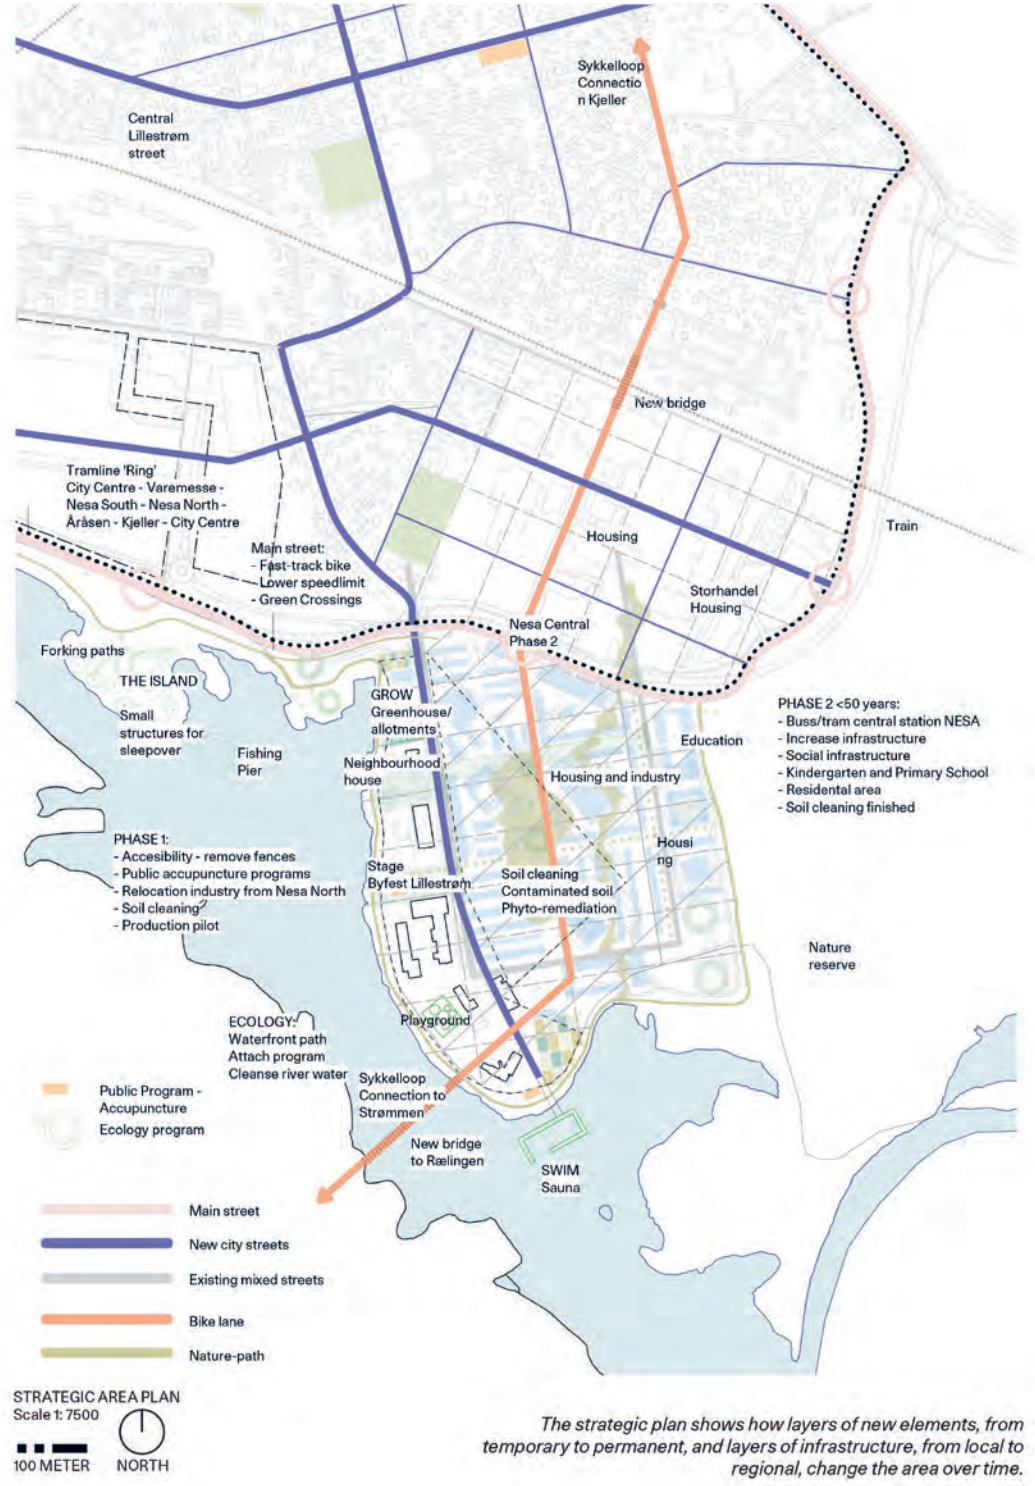 Sykkelloop
Connectio
n Kjeller
Central
Lillestrøm
street
New bridge
Tramline 'Ring'
City Centre - Varemesse -
Nesa South - Nesa North -
Åråsen - Kjeller - City Centre
Train
Housing
Main street:
- Fast-track bike
- Lower speedlimit
- Green Crossings
Storhandel
Housing
Nesa Central
Phase 2
Forking paths
THE ISLAND
Small
structures for
sleepover
Fishing
Pier
GROW
Greenhouse/
allotments
Neighbourhood
house
Education
Housing and industry
PHASE 2 <50 years:
- Buss/tram central station NESA
- Increase infrastructure
- Social infrastructure
- Kindergarten and Primary School
- Residental area
- Soil cleaning finished
PHASE 1:
- Accesibility - remove fences
- Public accupuncture programs
- Relocation industry from Nesa North
- Soil cleaning
- Production pilot
Housi
ng
Stage
Byfest Lillestrøm
Soil cleaning
Contaminated soil
Phyto-remediation
Nature
reserve
Playground
ECOLOGY:
Waterfront path
Attach program
Cleanse river water
Sykkelloop
Connection to
Strømmen
New bridge
to Rælingen
SWIM
Sauna
Public Program -
Accupuncture
Ecology program
Main street
New city streets
Existing mixed streets
Bike lane
Nature-path
STRATEGIC AREA PLAN
Scale 1: 7500
100 METER
NORTH
The strategic plan shows how layers of new elements, from
temporary to permanent, and layers of infrastructure, from local to
regional, change the area over time.